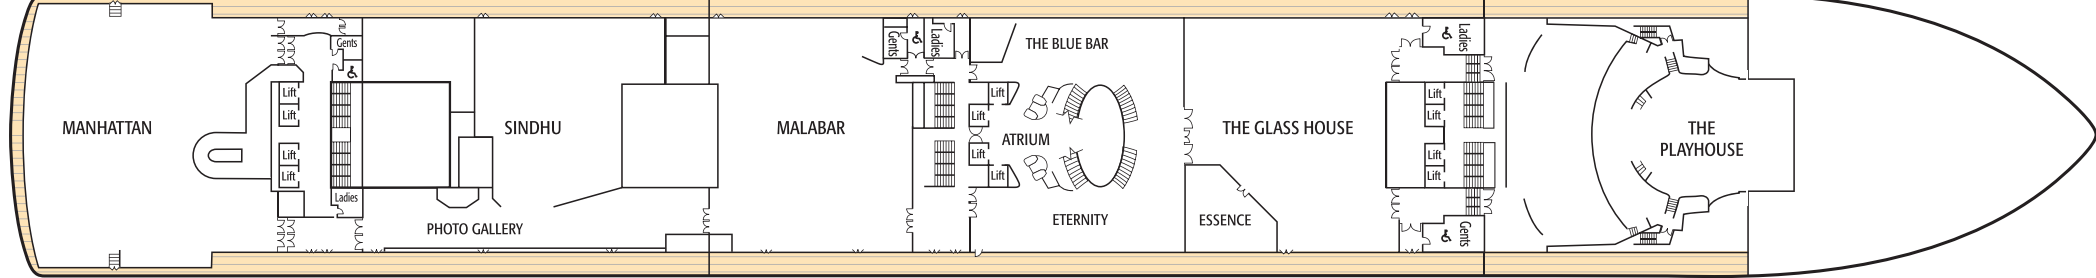 MANHATTAN
Lift
Lift
Lift
Lift
Gents
Ladies
SINDHU
PHOTO GALLERY
MALABAR
Gents
Ladies
THE BLUE BAR
Lift
Lift
Lift
Lift
ATRIUM
ETERNITY
THE GLASS HOUSE
ESSENCE
Ladies
Lift
Lift
Lift
Lift
Gents
THE
PLAYHOUSE